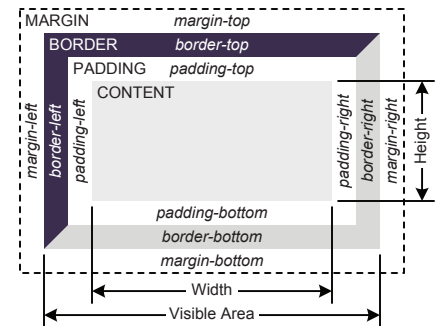 MARGIN margin-top
BORDER border-top
PADDING padding-top
CONTENT
margin-left
border-left
padding-left
padding-right
border-right
margin-right
Height
padding-bottom
border-bottom
margin-bottom
Width
Visible Area